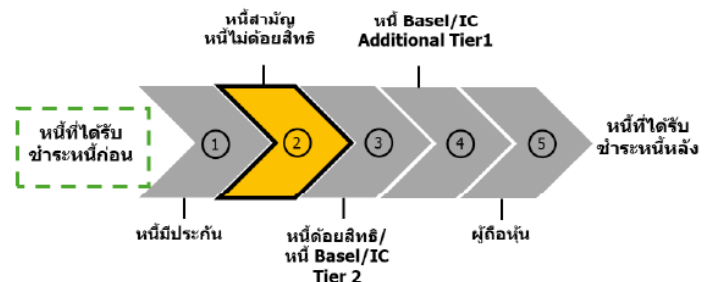 หนี้สามัญ
หนี้ไม่ด้อยสิทธิ
หนี้ Basel/IC
Additional Tier1
หนี้ที่ได้รับ
ชำระหนี้ก่อน
1
2
3
4
5
หนี้ที่ได้รับ
ชำระหนี้หลัง
หนี้มีประกัน
หนี้ด้อยสิทธิ/
หนี้ Basel/IC
Tier 2
ผู้ถือหุ้น